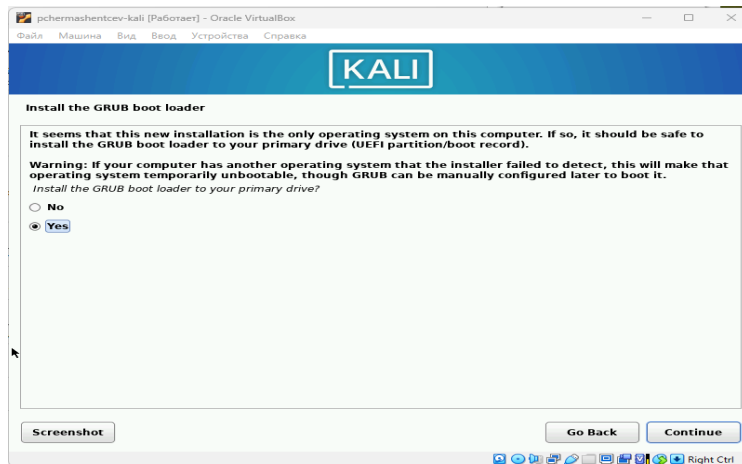 pchermashentcev-kali [Работает] - Oracle VirtualBox
Файл Машина Вид Ввод Устройства Справка
KALI
Install the GRUB boot loader
It seems that this new installation is the only operating system on this computer. If so, it should be safe to
install the GRUB boot loader to your primary drive (UEFI partition/boot record).
Warning: If your computer has another operating system that the installer failed to detect, this will make that
operating system temporarily unbootable, though GRUB can be manually configured later to boot it.
Install the GRUB boot loader to your primary drive?
No
Yes
Screenshot
Go Back
Continue
Right Ctrl